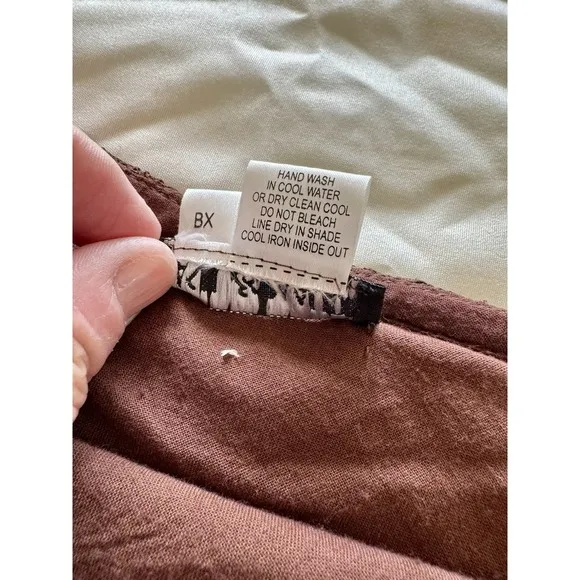 BX
HAND WASH
IN COOL WATER
OR DRY CLEAN COOL
DO NOT BLEACH
LINE DRY IN SHADE
COOL IRON INSIDE OUT